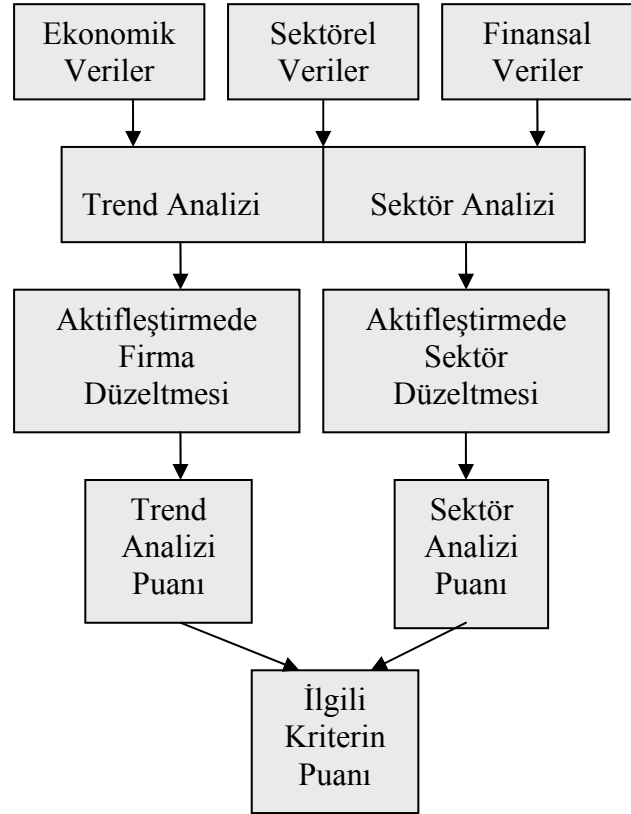 Ekonomik
Veriler
Sektörel
Veriler
Finansal
Veriler
Trend Analizi
Sektör Analizi
Aktifleştirmede
Firma
Düzeltmesi
Aktifleştirmede
Sektör
Düzeltmesi
Trend
Analizi
Puanı
Sektör
Analizi
Puanı
İlgili
Kriterin
Puanı